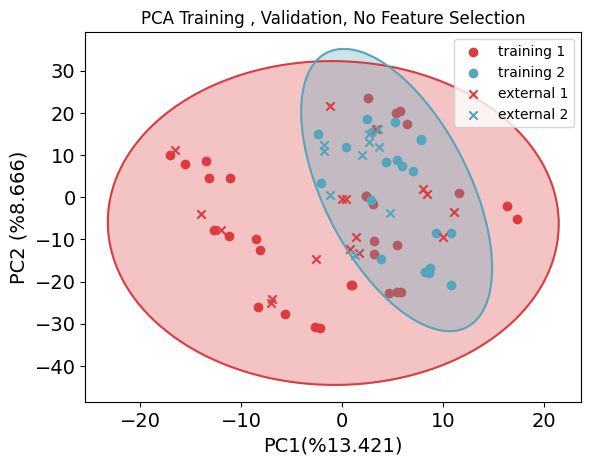 PCA Training , Validation, No Feature Selection
training 1
training 2
external 1
external 2
30
20
10
0
−10
−20
−30
−40
PC2 (%8.666)
−20
−10
0
10
20
PC1(%13.421)